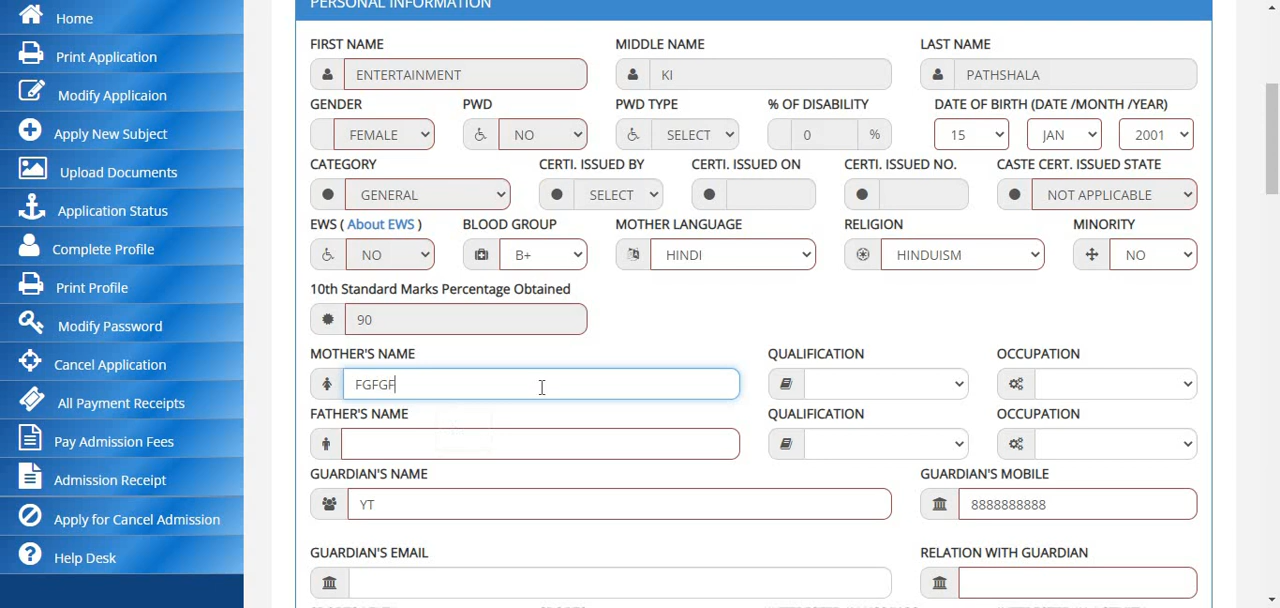 Home
Print Application
Modify Applicaion
Apply New Subject
Upload Documents
Application Status
Complete Profile
Print Profile
Modify Password
Cancel Application
All Payment Receipts
Pay Admission Fees
Admission Receipt
Apply for Cancel Admission
Help Desk
PERSONAL INFORMATION
FIRST NAME MIDDLE NAME LAST NAME
ENTERTAINMENT KI PATHSHALA
GENDER PWD PWD TYPE % OF DISABILITY DATE OF BIRTH (DATE /MONTH /YEAR)
FEMALE NO SELECT 0 % 15 JAN 2001
CATEGORY CERTI. ISSUED BY CERTI. ISSUED ON CERTI. ISSUED NO. CASTE CERT. ISSUED STATE
GENERAL SELECT NOT APPLICABLE
EWS ( About EWS ) BLOOD GROUP MOTHER LANGUAGE RELIGION MINORITY
NO B+ HINDI HINDUISM NO
10th Standard Marks Percentage Obtained
90
MOTHER'S NAME QUALIFICATION OCCUPATION
FGFGF
FATHER'S NAME QUALIFICATION OCCUPATION
GUARDIAN'S NAME GUARDIAN'S MOBILE
YT 8888888888
GUARDIAN'S EMAIL RELATION WITH GUARDIAN